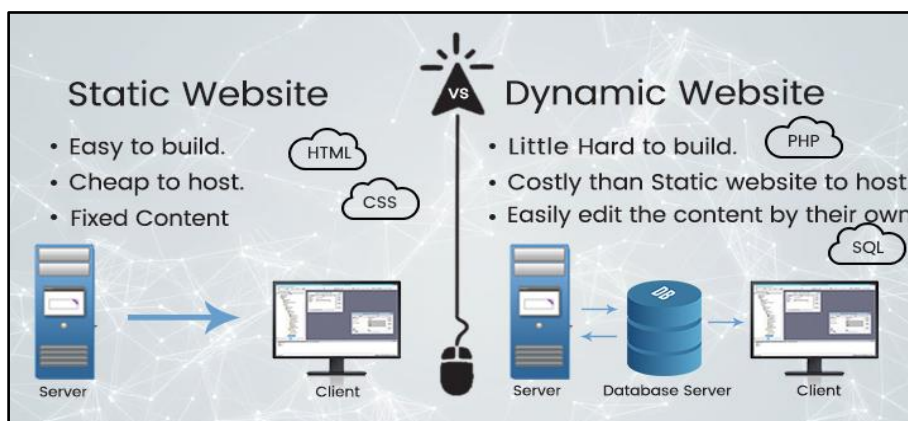 Static Website
• Easy to build.
• Cheap to host.
• Fixed Content
HTML
CSS
Server
Client
VS
Dynamic Website
• Little Hard to build.
• Costly than Static website to host
• Easily edit the content by their own
PHP
SQL
DB
Server
Database Server
Client